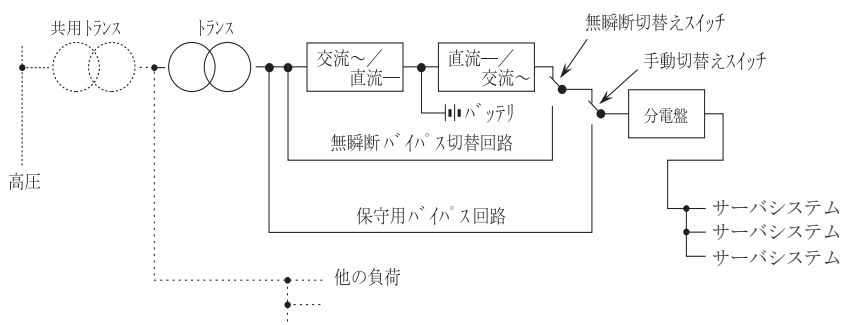 無瞬断切替えスイッチ
共用トランス
トランス
手動切替えスイッチ
交流～／
直流―
直流―／
交流～
バッテリ
分電盤
無瞬断バイパス切替回路
高圧
保守用バイパス回路
サーバシステム
サーバシステム
サーバシステム
他の負荷